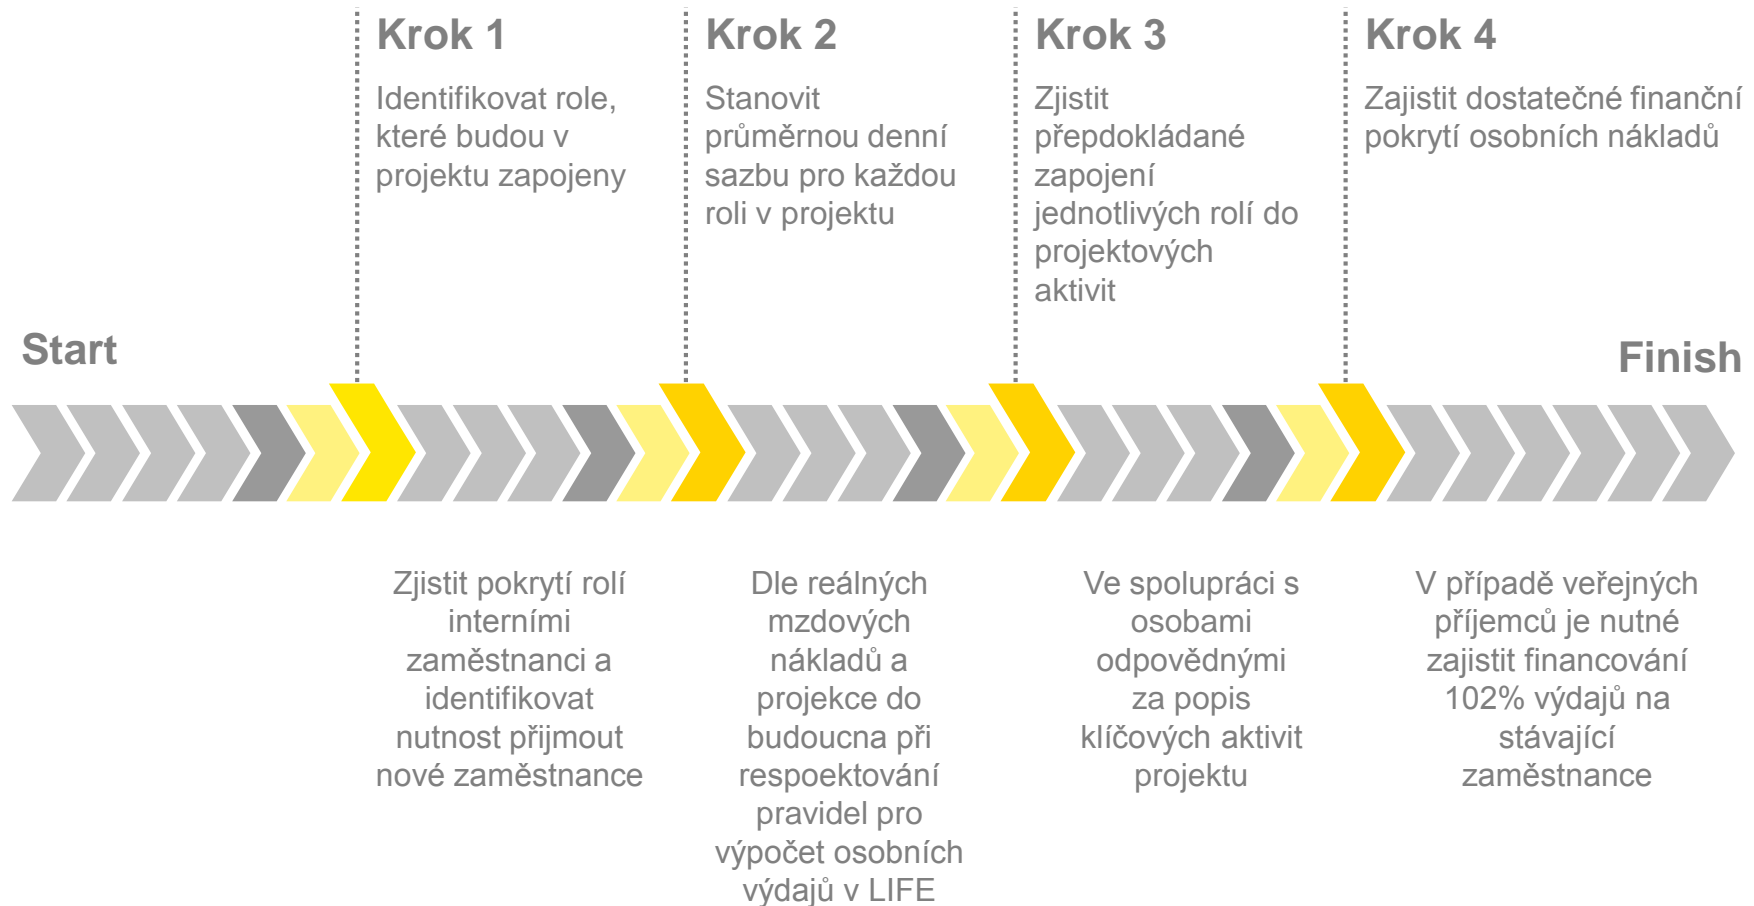 Krok 1
Identifikovat role,
které budou v
projektu zapojeny
Krok 2
Stanovit
průměrnou denní
sazbu pro každou
roli v projektu
Krok 3
Zjistit
přepdokládané
zapojení
jednotlivých rolí do
projektových
aktivit
Krok 4
Zajistit dostatečné finanční
pokrytí osobních nákladů
Start
Finish
Zjistit pokrytí rolí
interními
zaměstnanci a
identifikovat
nutnost přijmout
nové zaměstnance
Dle reálných
mzdových
nákladů a
projekce do
budoucna při
respoektování
pravidel pro
výpočet osobních
výdajů v LIFE
Ve spolupráci s
osobami
odpovědnými
za popis
klíčových aktivit
projektu
V případě veřejných
příjemců je nutné
zajistit financování
102% výdajů na
stávající
zaměstnance